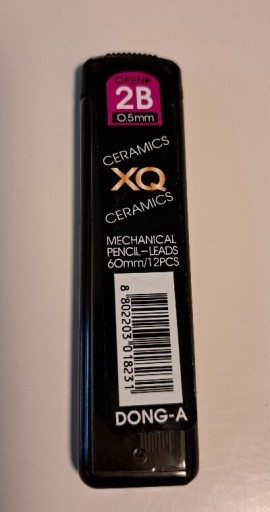 OPEN▶
2B
0.5mm
CERAMICS
XQ
CERAMICS
MECHANICAL
PENCIL-LEADS
60mm/12PCS
8 802203 018231
DONG-A